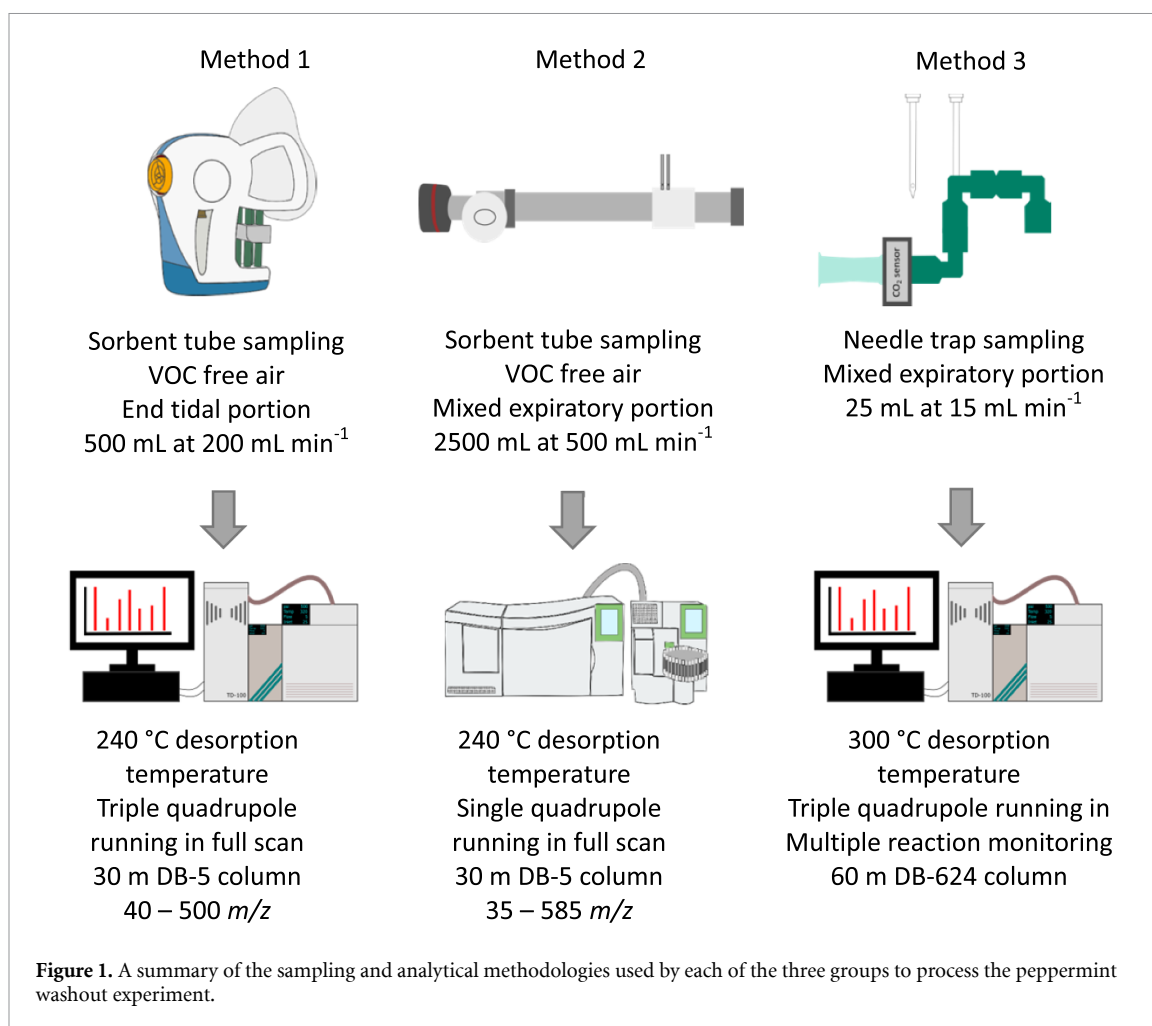 Method 1
Method 2
Method 3
CO₂ sensor
Sorbent tube sampling
VOC free air
End tidal portion
500 mL at 200 mL min⁻¹
Sorbent tube sampling
VOC free air
Mixed expiratory portion
2500 mL at 500 mL min⁻¹
Needle trap sampling
Mixed expiratory portion
25 mL at 15 mL min⁻¹
TD-100
TD-100
240 °C desorption
temperature
Triple quadrupole
running in full scan
30 m DB-5 column
40 – 500 m/z
240 °C desorption
temperature
Single quadrupole
running in full scan
30 m DB-5 column
35 – 585 m/z
300 °C desorption
temperature
Triple quadrupole running in
Multiple reaction monitoring
60 m DB-624 column
Figure 1. A summary of the sampling and analytical methodologies used by each of the three groups to process the peppermint
washout experiment.